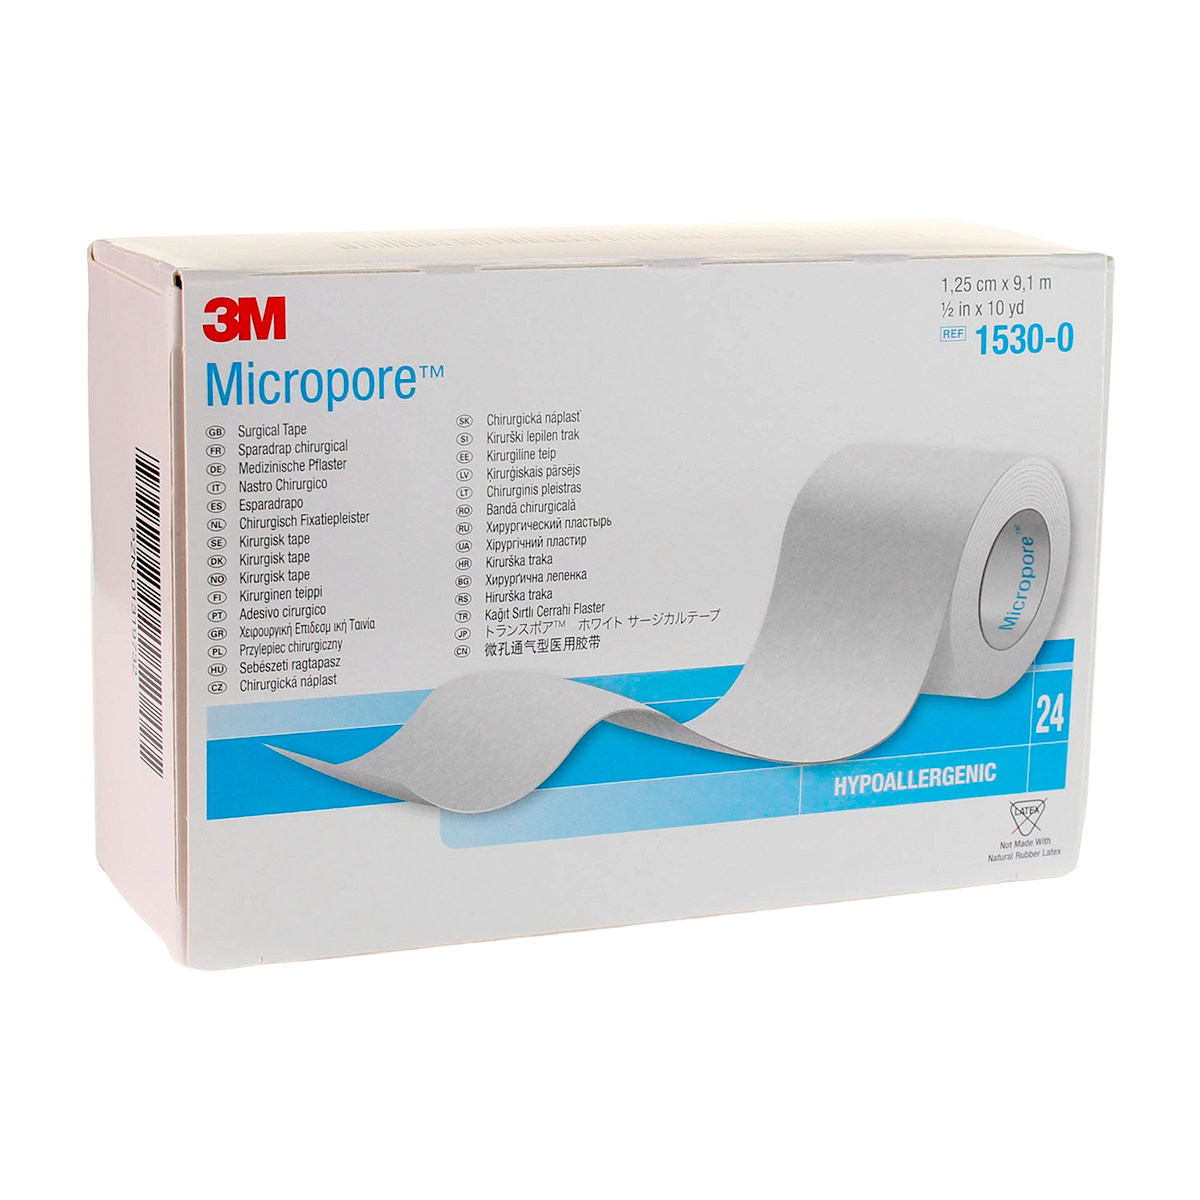 3M
Micropore™
1,25 cm x 9,1 m
½ in x 10 yd
REF 1530-0
GB Surgical Tape
FR Sparadrap chirurgical
DE Medizinische Pflaster
IT Nastro Chirurgico
ES Esparadrapo
NL Chirurgisch Fixatiepleister
SE Kirurgisk tape
DK Kirurgisk tape
NO Kirurgisk tape
FI Kirurginen teippi
PT Adesivo cirurgico
GR Χειρουργική Επιδεσμ ική Ταινία
PL Przylepiec chirurgiczny
HU Sebészeti ragtapasz
CZ Chirurgická náplast
SK Chirurgická náplasť
SI Kirurški lepilen trak
EE Kirurgiline teip
LV Ķirurģiskais pārsējs
LT Chirurginis pleistras
RO Bandă chirurgicală
RU Хирургический пластырь
UA Хірургічний пластир
HR Kirurška traka
BG Хирургична лепенка
RS Hirurška traka
TR Kağıt Sırtlı Cerrahi Flaster
JP トランスポア™ ホワイト サージカルテープ
CN 微孔通气型医用胶带
Micropore™
24
HYPOALLERGENIC
LATEX
Not Made With
Natural Rubber Latex